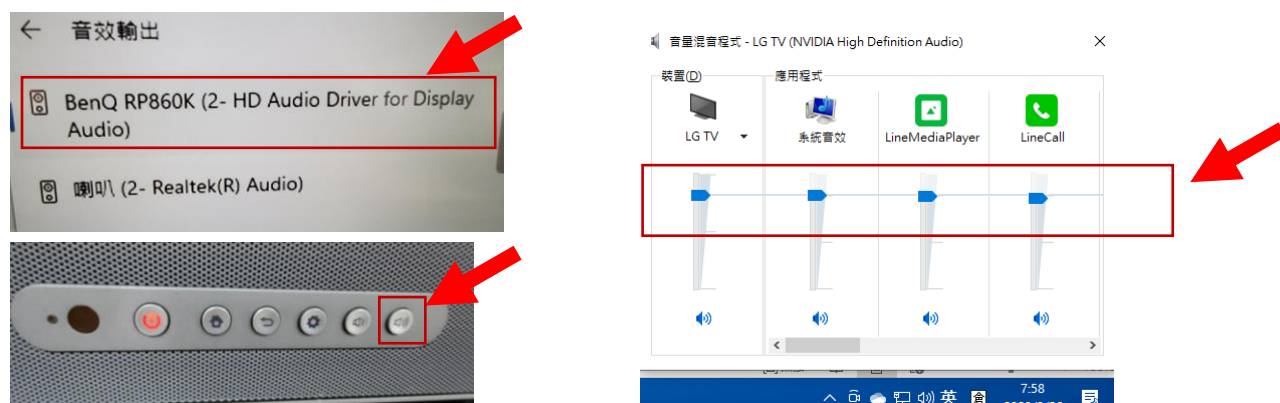 ← 音效輸出
BenQ RP860K (2- HD Audio Driver for Display
Audio)
喇叭 (2- Realtek(R) Audio)
音量混音程式 - LG TV (NVIDIA High Definition Audio)
裝置(D)
應用程式
LG TV
系統音效
LineMediaPlayer
LineCall
英
倉
7:58